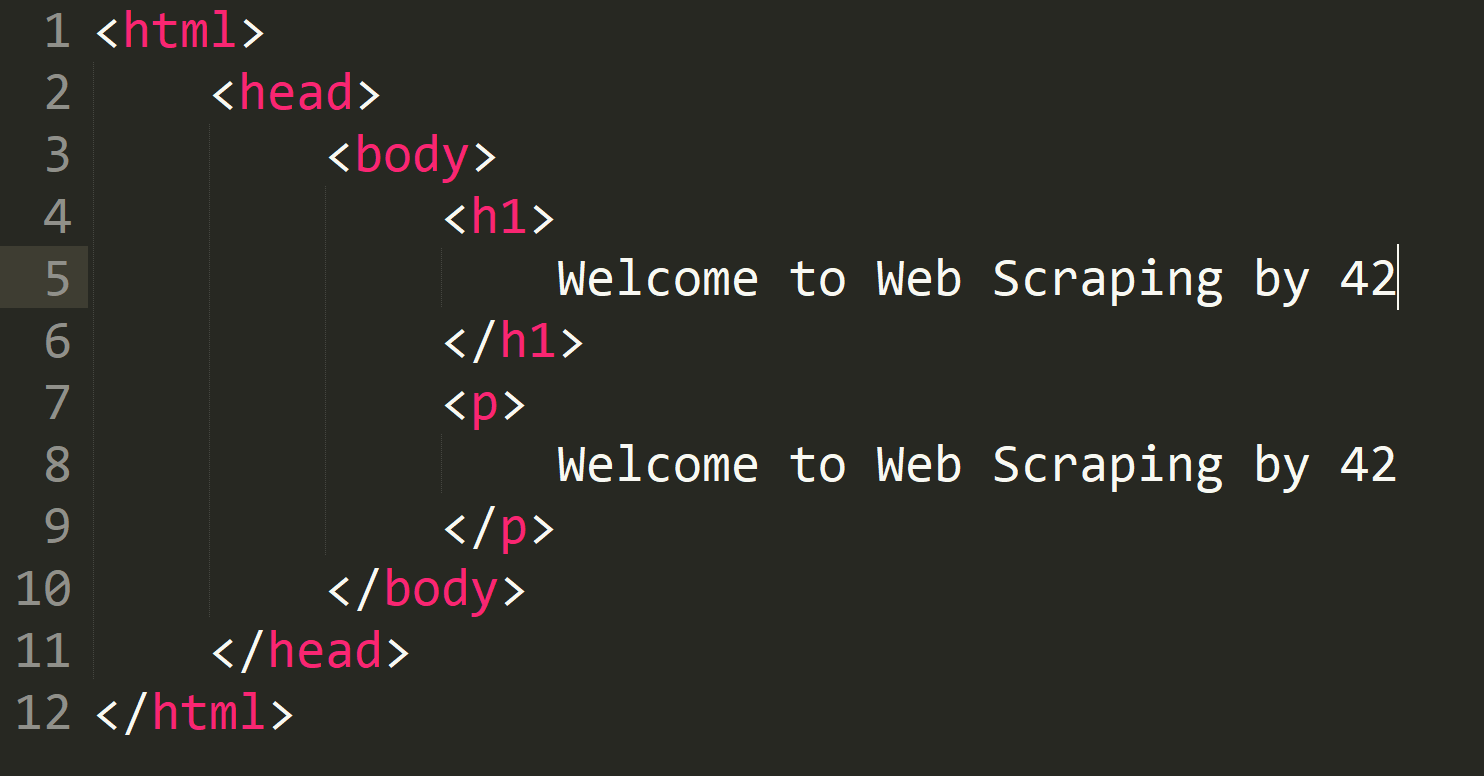 1 <html>
2     <head>
3         <body>
4             <h1>
5                 Welcome to Web Scraping by 42
6             </h1>
7             <p>
8                 Welcome to Web Scraping by 42
9             </p>
10         </body>
11     </head>
12 </html>